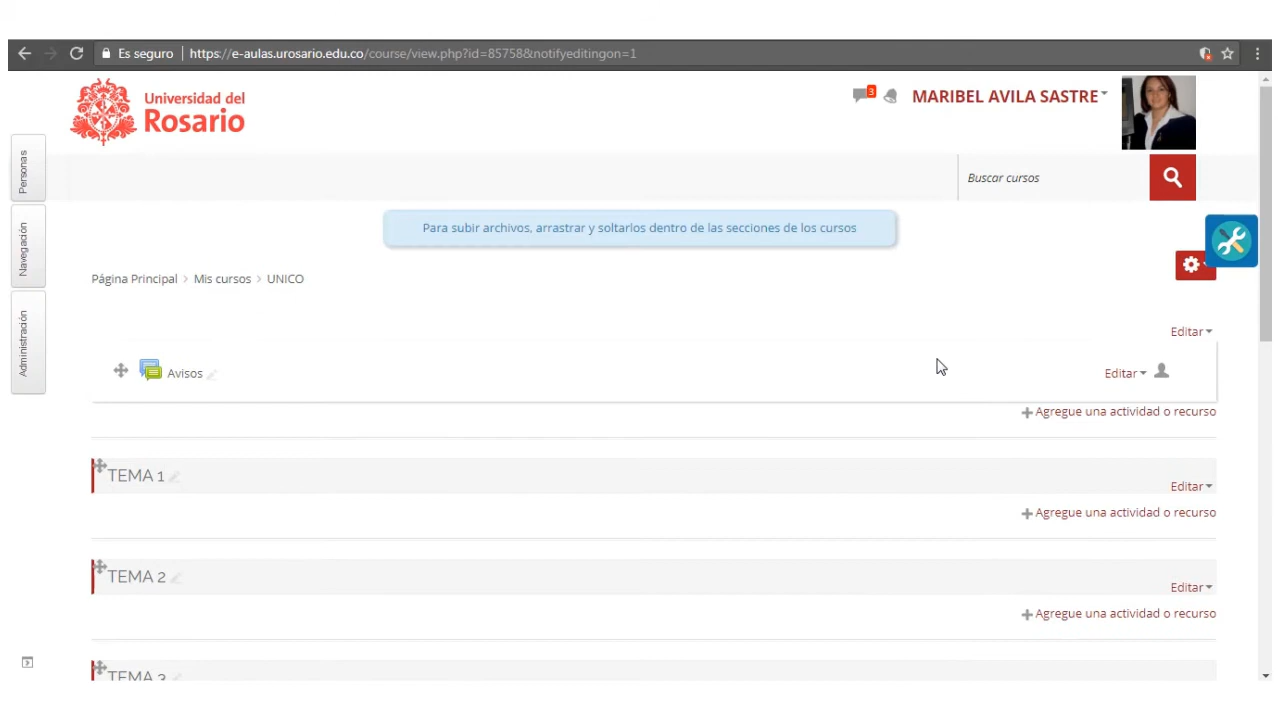 Es seguro | https://e-aulas.urosario.edu.co/course/view.php?id=85758&notifyeditingon=1
Universidad del
Rosario
3
MARIBEL AVILA SASTRE
Personas
Navegación
Administración
Buscar cursos
Para subir archivos, arrastrar y soltarlos dentro de las secciones de los cursos
Página Principal > Mis cursos > UNICO
Editar
Avisos
Editar
Agregue una actividad o recurso
TEMA 1
Editar
Agregue una actividad o recurso
TEMA 2
Editar
Agregue una actividad o recurso
TEMA 3